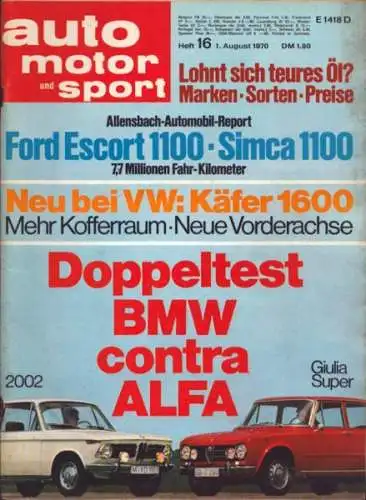 auto
motor
und sport
Heft 16 1. August 1970 DM 1.80
E 1418 D
Lohnt sich teures Öl?
Marken·Sorten·Preise
Allensbach-Automobil-Report
Ford Escort 1100·Simca 1100
7,7 Millionen Fahr-Kilometer
Neu bei VW: Käfer 1600
Mehr Kofferraum·Neue Vorderachse
Doppeltest
BMW
contra
ALFA
2002
Giulia
Super